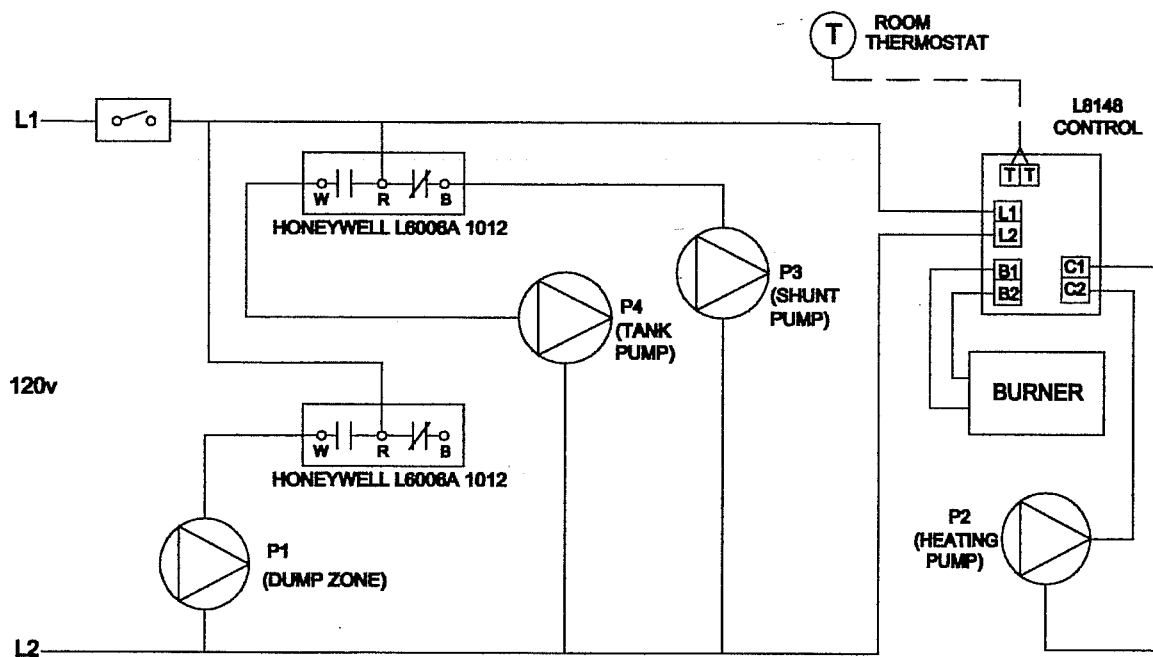 T
ROOM
THERMOSTAT
L8148
CONTROL
L1
T T
W R B
HONEYWELL L6006A 1012
L1
L2
P3
(SHUNT
PUMP)
B1
B2
C1
C2
P4
(TANK
PUMP)
120v
BURNER
W R B
HONEYWELL L6006A 1012
P1
(DUMP ZONE)
P2
(HEATING
PUMP)
L2